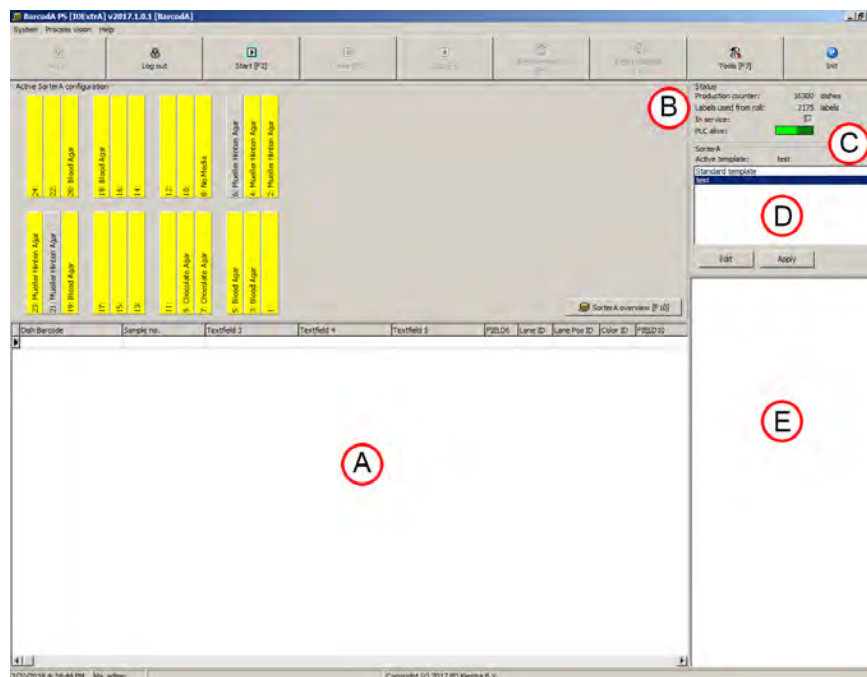 BarcodA PS [IDExtrA] v2017.1.0.1 [BarcodA]
System Process Vision Help
Log out
Start [F2]
Tools [F7]
Init
Active SorterA configuration
24:
22:
20: Blood Agar
18: Blood Agar
16:
14:
12:
10:
8: No Media
6: Mueller Hinton Agar
4: Mueller Hinton Agar
2: Mueller Hinton Agar
23: Mueller Hinton Agar
21: Mueller Hinton Agar
19: Blood Agar
17:
15:
13:
11:
9: Chocolate Agar
7: Chocolate Agar
5: Blood Agar
3: Blood Agar
1:
SorterA overview [F10]
Status
Production counter: 16300 dishes
Labels used from roll: 2175 labels
In service:
PLC alive:
SorterA
Active template: test
Standard template
test
Edit Apply
B
C
D
Dish Barcode Sample no. Textfield 3 Textfield 4 Textfield 5 FIELD6 Lane ID Lane Pos ID Color ID FIELD10
A
E
Copyright (c) 2017 BD Kiestra B.V.